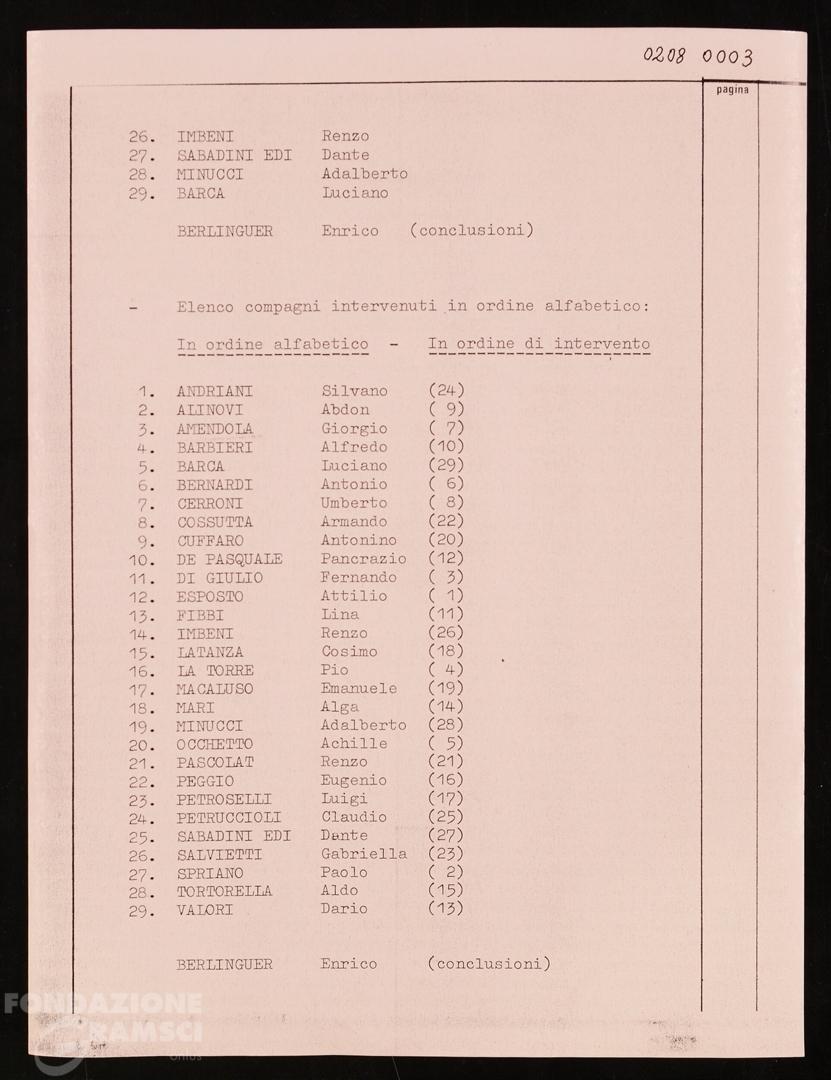 0208 0003
pagina
26. IMBENI Renzo
27. SABADINI EDI Dante
28. MINUCCI Adalberto
29. BARCA Luciano
BERLINGUER Enrico (conclusioni)
- Elenco compagni intervenuti in ordine alfabetico:
In ordine alfabetico - In ordine di intervento
1. ANDRIANI Silvano (24)
2. ALINOVI Abdon ( 9)
3. AMENDOLA Giorgio ( 7)
4. BARBIERI Alfredo (10)
5. BARCA Luciano (29)
6. BERNARDI Antonio ( 6)
7. CERRONI Umberto ( 8)
8. COSSUTTA Armando (22)
9. CUFFARO Antonino (20)
10. DE PASQUALE Pancrazio (12)
11. DI GIULIO Fernando ( 3)
12. ESPOSTO Attilio ( 1)
13. FIBBI Lina (11)
14. IMBENI Renzo (26)
15. LATANZA Cosimo (18)
16. LA TORRE Pio ( 4)
17. MACALUSO Emanuele (19)
18. MARI Alga (14)
19. MINUCCI Adalberto (28)
20. OCCHETTO Achille ( 5)
21. PASCOLAT Renzo (21)
22. PEGGIO Eugenio (16)
23. PETROSELLI Luigi (17)
24. PETRUCCIOLI Claudio (25)
25. SABADINI EDI Dante (27)
26. SALVIETTI Gabriella (23)
27. SPRIANO Paolo ( 2)
28. TORTORELLA Aldo (15)
29. VALORI Dario (13)
BERLINGUER Enrico (conclusioni)
FONDAZIONE
GRAMSCI
onlus